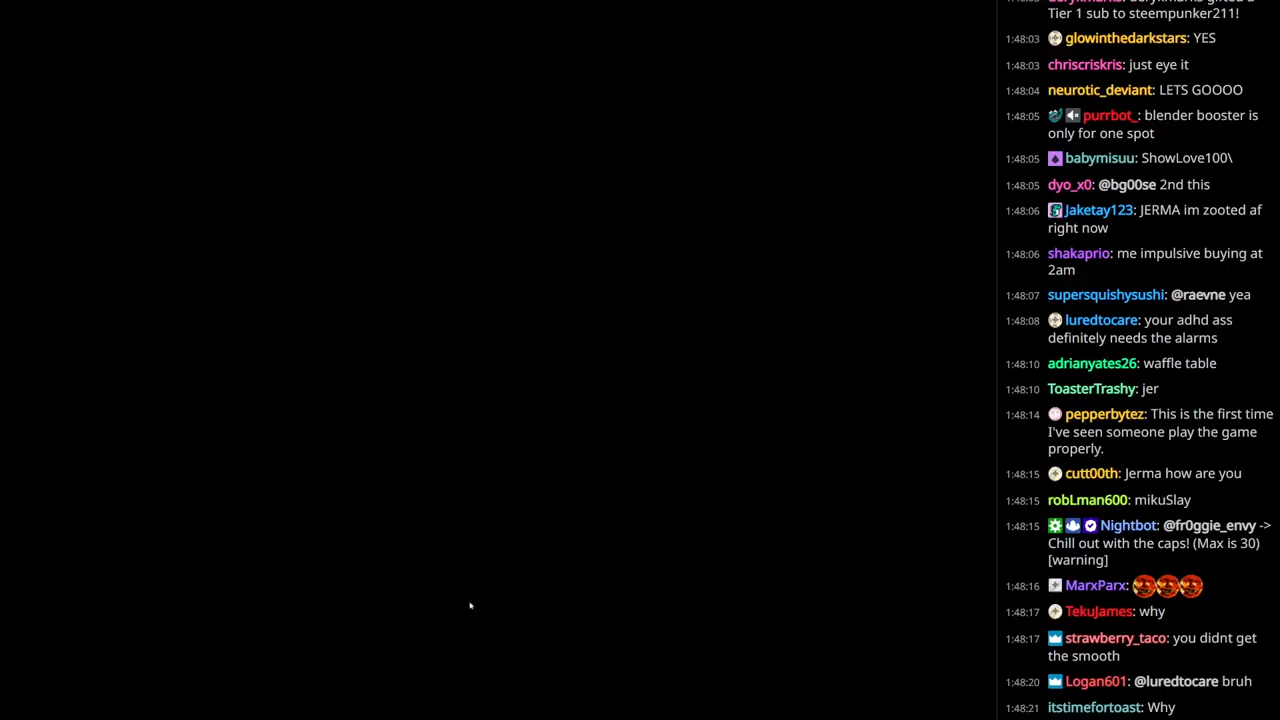 Tier 1 sub to steempunker211!
1:48:03 glowinthedarkstars: YES
1:48:03 chriscriskris: just eye it
1:48:04 neurotic_deviant: LETS GOOOO
1:48:05 purrbot_: blender booster is
only for one spot
1:48:05 babymisuu: ShowLove100\
1:48:05 dyo_x0: @bg00se 2nd this
1:48:06 Jaketay123: JERMA im zooted af
right now
1:48:06 shakaprio: me impulsive buying at
2am
1:48:07 supersquishysushi: @raevne yea
1:48:08 luredtocare: your adhd ass
definitely needs the alarms
1:48:10 adrianyates26: waffle table
1:48:10 ToasterTrashy: jer
1:48:14 pepperbytez: This is the first time
I've seen someone play the game
properly.
1:48:15 cutt00th: Jerma how are you
1:48:15 robLman600: mikuSlay
1:48:15 Nightbot: @fr0ggie_envy ->
Chill out with the caps! (Max is 30)
[warning]
1:48:16 MarxParx:
1:48:17 TekuJames: why
1:48:17 strawberry_taco: you didnt get
the smooth
1:48:20 Logan601: @luredtocare bruh
1:48:21 itstimefortoast: Why